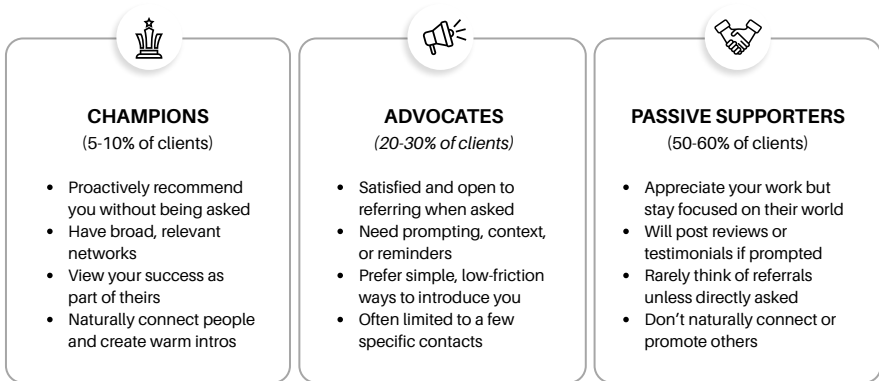 CHAMPIONS
(5-10% of clients)
• Proactively recommend
you without being asked
• Have broad, relevant
networks
• View your success as
part of theirs
• Naturally connect people
and create warm intros
ADVOCATES
(20-30% of clients)
• Satisfied and open to
referring when asked
• Need prompting, context,
or reminders
• Prefer simple, low-friction
ways to introduce you
• Often limited to a few
specific contacts
PASSIVE SUPPORTERS
(50-60% of clients)
• Appreciate your work but
stay focused on their world
• Will post reviews or
testimonials if prompted
• Rarely think of referrals
unless directly asked
• Don’t naturally connect or
promote others